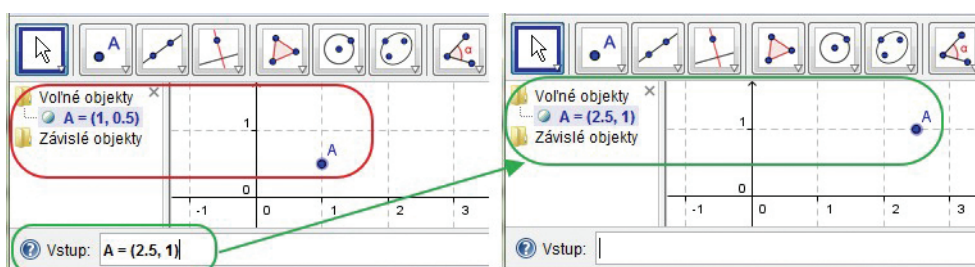 A
α
Voľné objekty
A = (1, 0.5)
Závislé objekty
1
A
0
-1
0
1
2
3
Vstup: A = (2.5, 1)
A
α
Voľné objekty
A = (2.5, 1)
Závislé objekty
1
A
0
-1
0
1
2
3
Vstup: